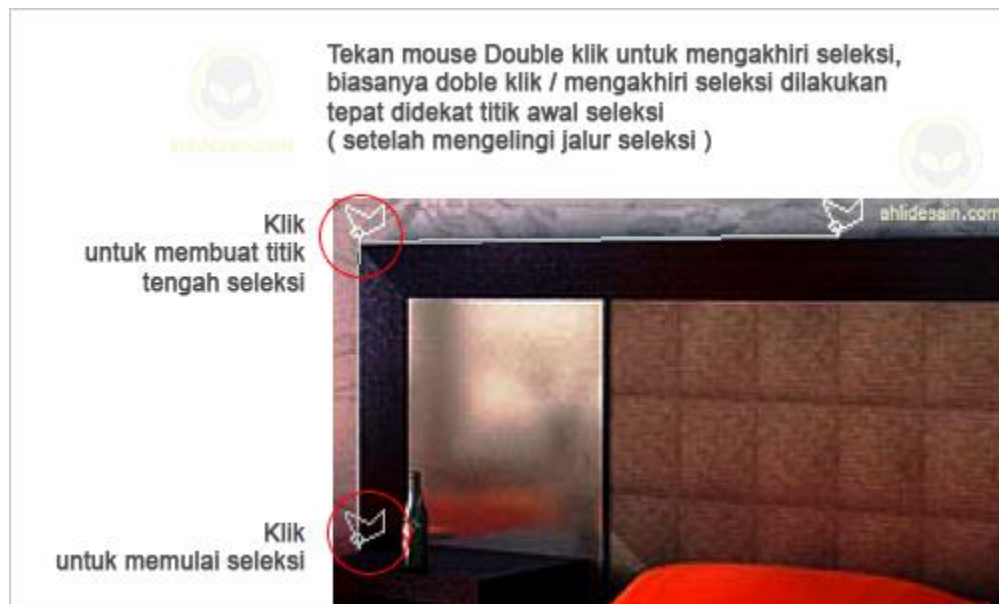 Tekan mouse Double klik untuk mengakhiri seleksi,
biasanya doble klik / mengakhiri seleksi dilakukan
tepat didekat titik awal seleksi
( setelah mengelingi jalur seleksi )
ahlidesain.com
ahlidesain.com
Klik
untuk membuat titik
tengah seleksi
Klik
untuk memulai seleksi